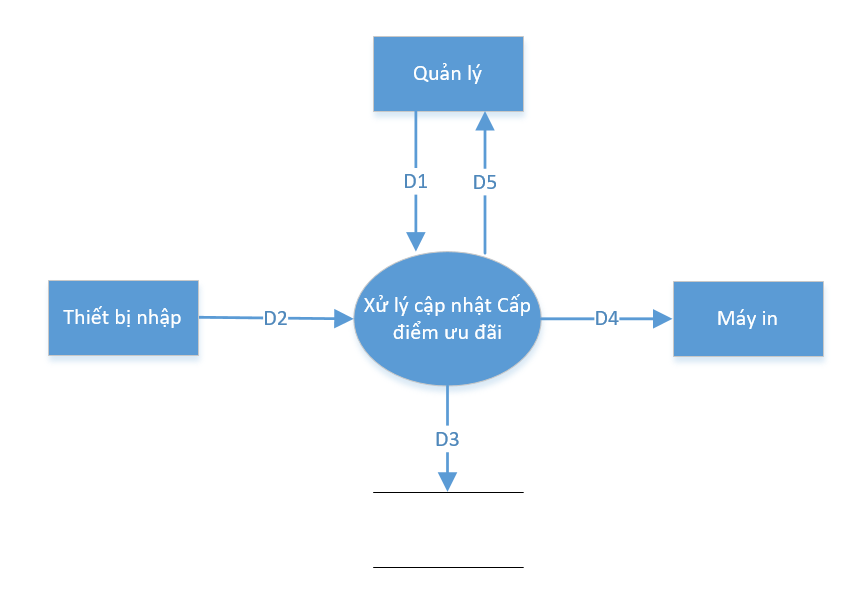 Quản lý
D1
D5
Thiết bị nhập
D2
Xử lý cập nhật Cấp
điểm ưu đãi
D4
Máy in
D3